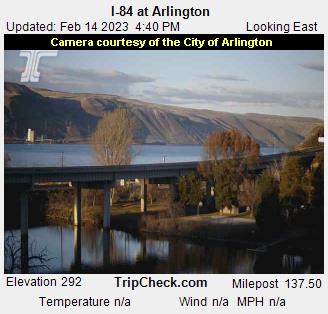 I-84 at Arlington
Updated: Feb 14 2023 4:40 PM Looking East
Camera courtesy of the City of Arlington
Elevation 292 TripCheck.com Milepost 137.50
Temperature n/a Wind n/a MPH n/a